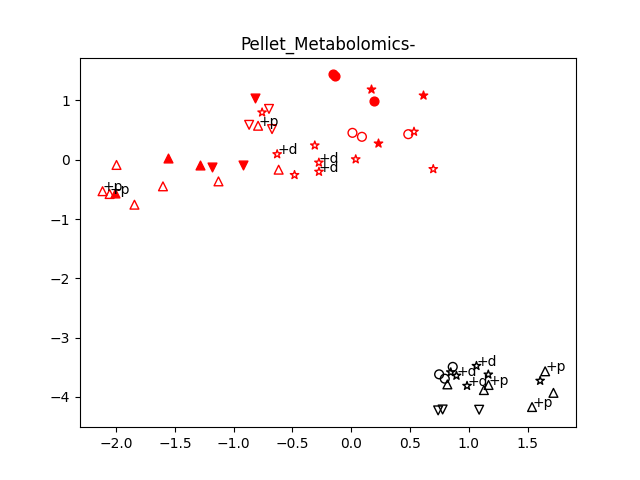 Pellet_Metabolomics-
1
0
−1
−2
−3
−4
+p
+d
+d
+d
+p
+p
+d
+d
+d
+p
+p
+p
−2.0
−1.5
−1.0
−0.5
0.0
0.5
1.0
1.5